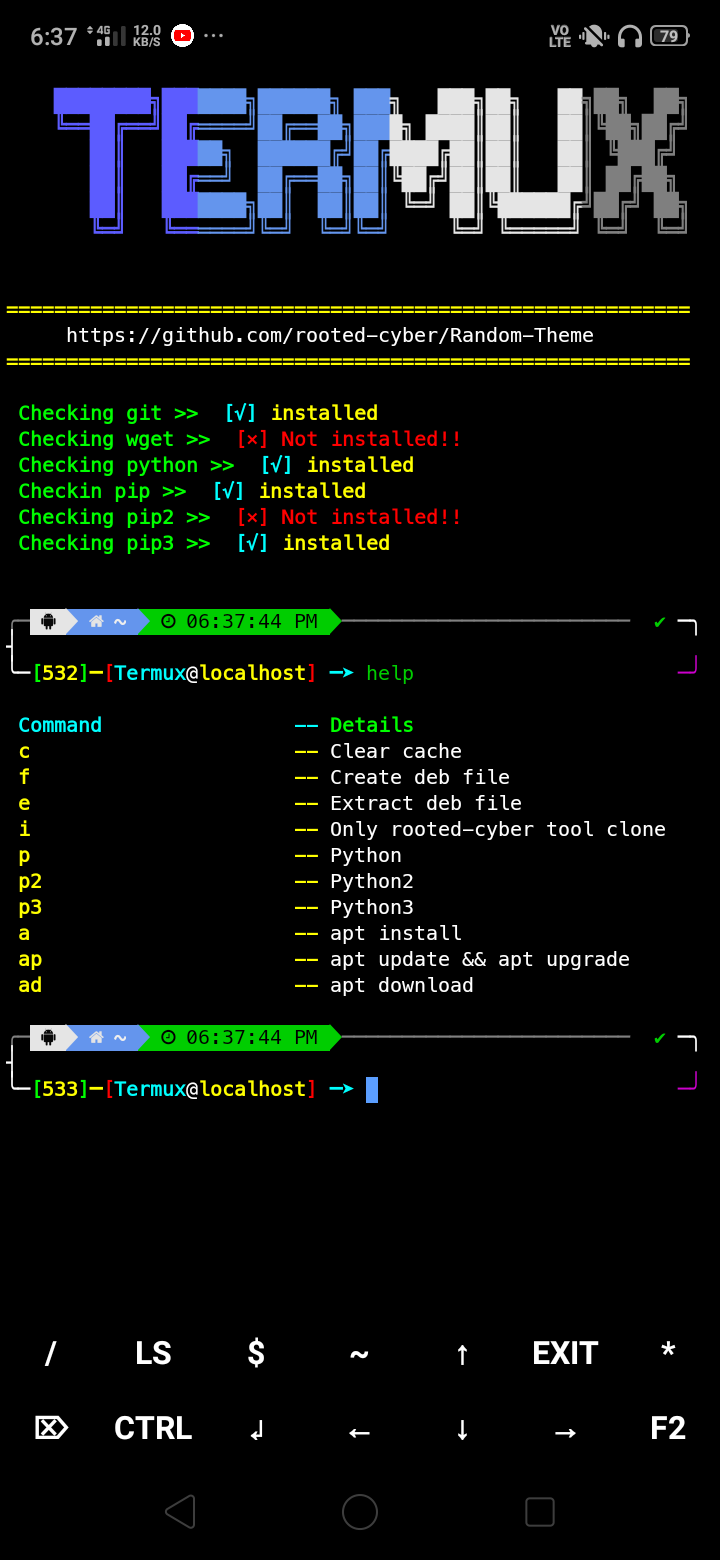 6:37 4G 12.0 KB/S ... VO LTE 79
TERMUX
=========================================================
https://github.com/rooted-cyber/Random-Theme
=========================================================
Checking git >> [√] installed
Checking wget >> [×] Not installed!!
Checking python >> [√] installed
Checkin pip >> [√] installed
Checking pip2 >> [×] Not installed!!
Checking pip3 >> [√] installed
~ 06:37:44 PM ✔
[532]—[Termux@localhost] —➤ help
Command —— Details
c —— Clear cache
f —— Create deb file
e —— Extract deb file
i —— Only rooted-cyber tool clone
p —— Python
p2 —— Python2
p3 —— Python3
a —— apt install
ap —— apt update && apt upgrade
ad —— apt download
~ 06:37:44 PM ✔
[533]—[Termux@localhost] —➤
/ LS $ ~ ↑ EXIT *
⌦ CTRL ↲ ← ↓ → F2